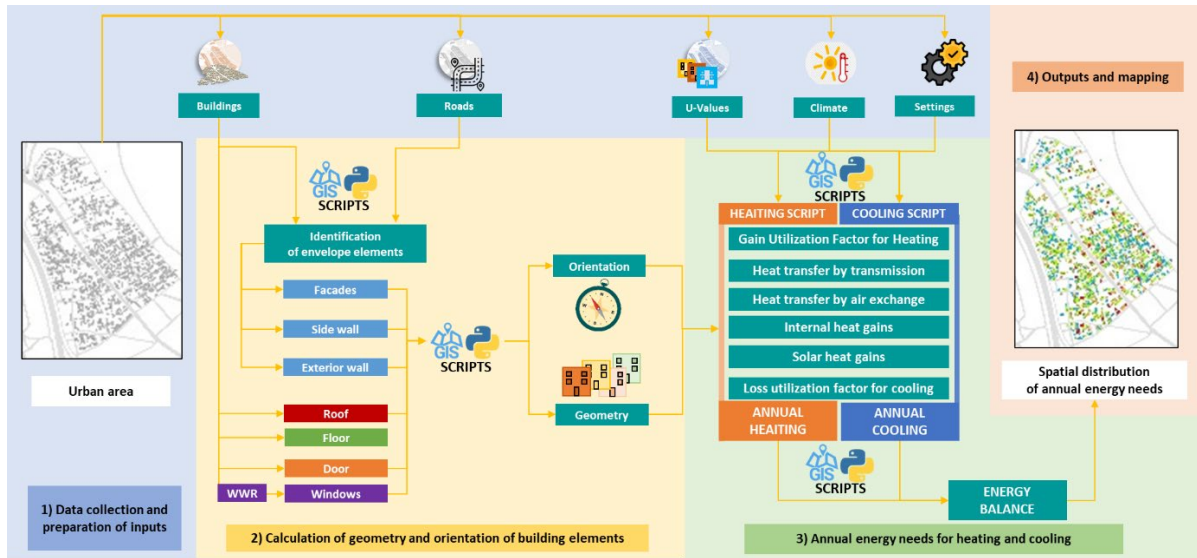 Buildings
Roads
U-Values
Climate
Settings
4) Outputs and mapping
Urban area
1) Data collection and
preparation of inputs
GIS
SCRIPTS
Identification
of envelope elements
Facades
Side wall
Exterior wall
Roof
Floor
Door
WWR
Windows
GIS
SCRIPTS
Orientation
Geometry
2) Calculation of geometry and orientation of building elements
GIS
SCRIPTS
HEAITING SCRIPT
COOLING SCRIPT
Gain Utilization Factor for Heating
Heat transfer by transmission
Heat transfer by air exchange
Internal heat gains
Solar heat gains
Loss utilization factor for cooling
ANNUAL
HEAITING
ANNUAL
COOLING
GIS
SCRIPTS
ENERGY
BALANCE
3) Annual energy needs for heating and cooling
Spatial distribution
of annual energy needs